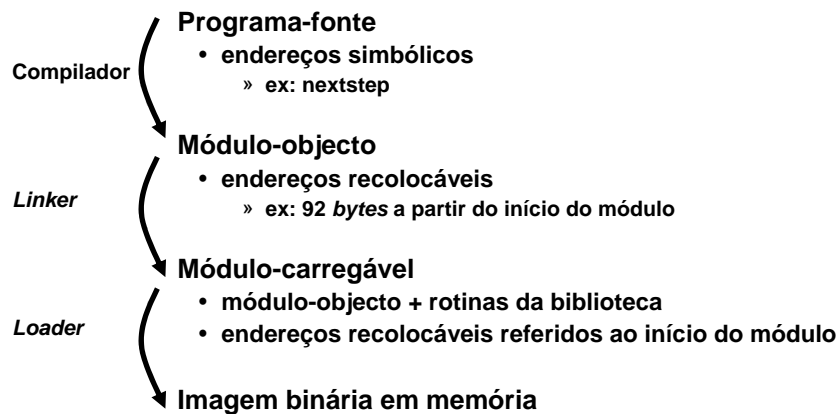 Programa-fonte
• endereços simbólicos
» ex: nextstep
Compilador
Módulo-objecto
• endereços recolocáveis
» ex: 92 bytes a partir do início do módulo
Linker
Módulo-carregável
• módulo-objecto + rotinas da biblioteca
• endereços recolocáveis referidos ao início do módulo
Loader
Imagem binária em memória